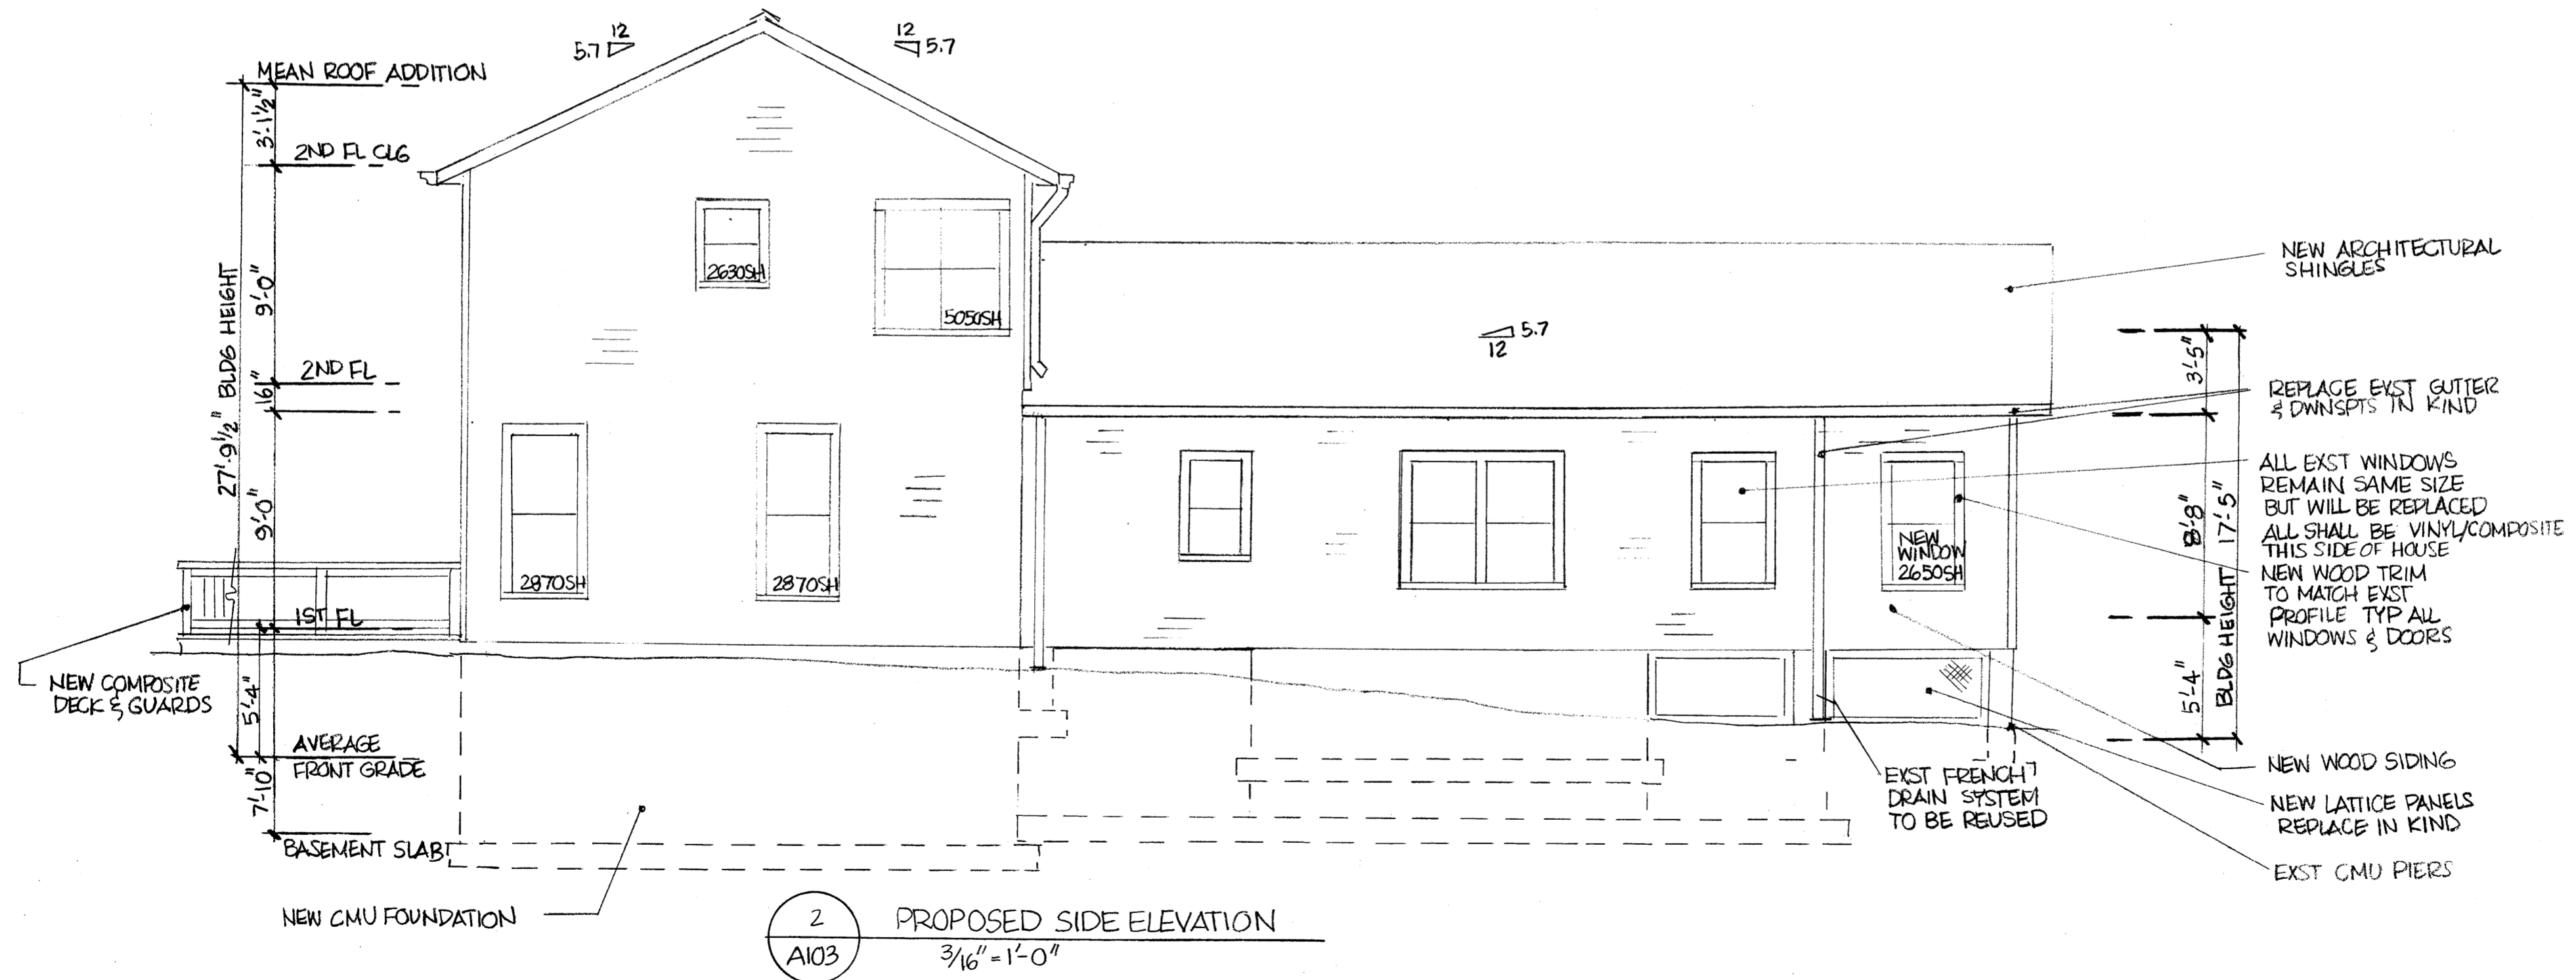 12
5.7
12
5.7
MEAN ROOF ADDITION
3'-1½"
2ND FL CLG
27'-9½" BLDG HEIGHT
9'-0"
2ND FL
16"
9'-0"
1ST FL
5'-4"
AVERAGE
FRONT GRADE
7'-10"
BASEMENT SLAB
NEW COMPOSITE
DECK & GUARDS
NEW CMU FOUNDATION
2630SH
5050SH
2870SH
2870SH
5.7
12
NEW
WINDOW
2650SH
NEW ARCHITECTURAL
SHINGLES
3'-5"
REPLACE EXST GUTTER
& DWNSPTS IN KIND
ALL EXST WINDOWS
REMAIN SAME SIZE
BUT WILL BE REPLACED
ALL SHALL BE VINYL/COMPOSITE
THIS SIDE OF HOUSE
NEW WOOD TRIM
TO MATCH EXST
PROFILE TYP ALL
WINDOWS & DOORS
8'-8"
BLDG HEIGHT 17'-5"
5'-4"
NEW WOOD SIDING
NEW LATTICE PANELS
REPLACE IN KIND
EXST CMU PIERS
EXST FRENCH
DRAIN SYSTEM
TO BE REUSED
2
A103
PROPOSED SIDE ELEVATION
3/16" = 1'-0"